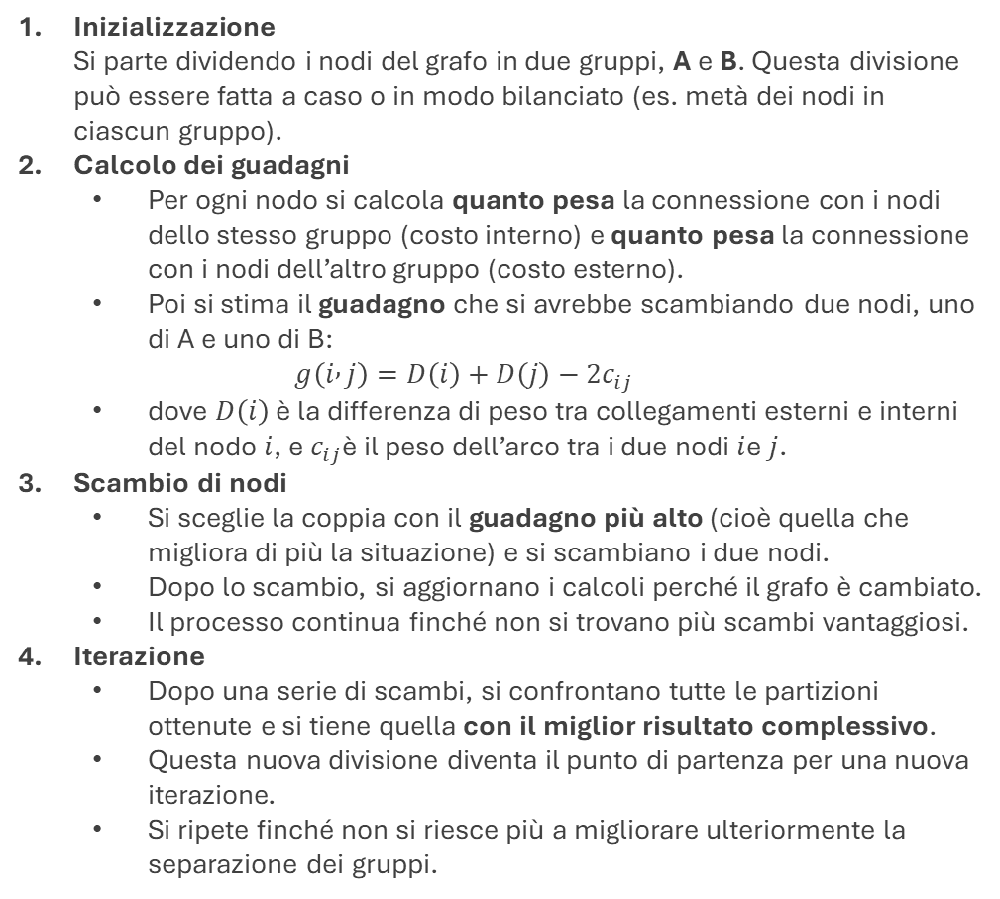 1. Inizializzazione
Si parte dividendo i nodi del grafo in due gruppi, A e B. Questa divisione
può essere fatta a caso o in modo bilanciato (es. metà dei nodi in
ciascun gruppo).
2. Calcolo dei guadagni
• Per ogni nodo si calcola quanto pesa la connessione con i nodi
dello stesso gruppo (costo interno) e quanto pesa la connessione
con i nodi dell’altro gruppo (costo esterno).
• Poi si stima il guadagno che si avrebbe scambiando due nodi, uno
di A e uno di B:
g(i,j) = D(i) + D(j) − 2cᵢⱼ
• dove D(i) è la differenza di peso tra collegamenti esterni e interni
del nodo i, e cᵢⱼè il peso dell’arco tra i due nodi ie j.
3. Scambio di nodi
• Si sceglie la coppia con il guadagno più alto (cioè quella che
migliora di più la situazione) e si scambiano i due nodi.
• Dopo lo scambio, si aggiornano i calcoli perché il grafo è cambiato.
• Il processo continua finché non si trovano più scambi vantaggiosi.
4. Iterazione
• Dopo una serie di scambi, si confrontano tutte le partizioni
ottenute e si tiene quella con il miglior risultato complessivo.
• Questa nuova divisione diventa il punto di partenza per una nuova
iterazione.
• Si ripete finché non si riesce più a migliorare ulteriormente la
separazione dei gruppi.